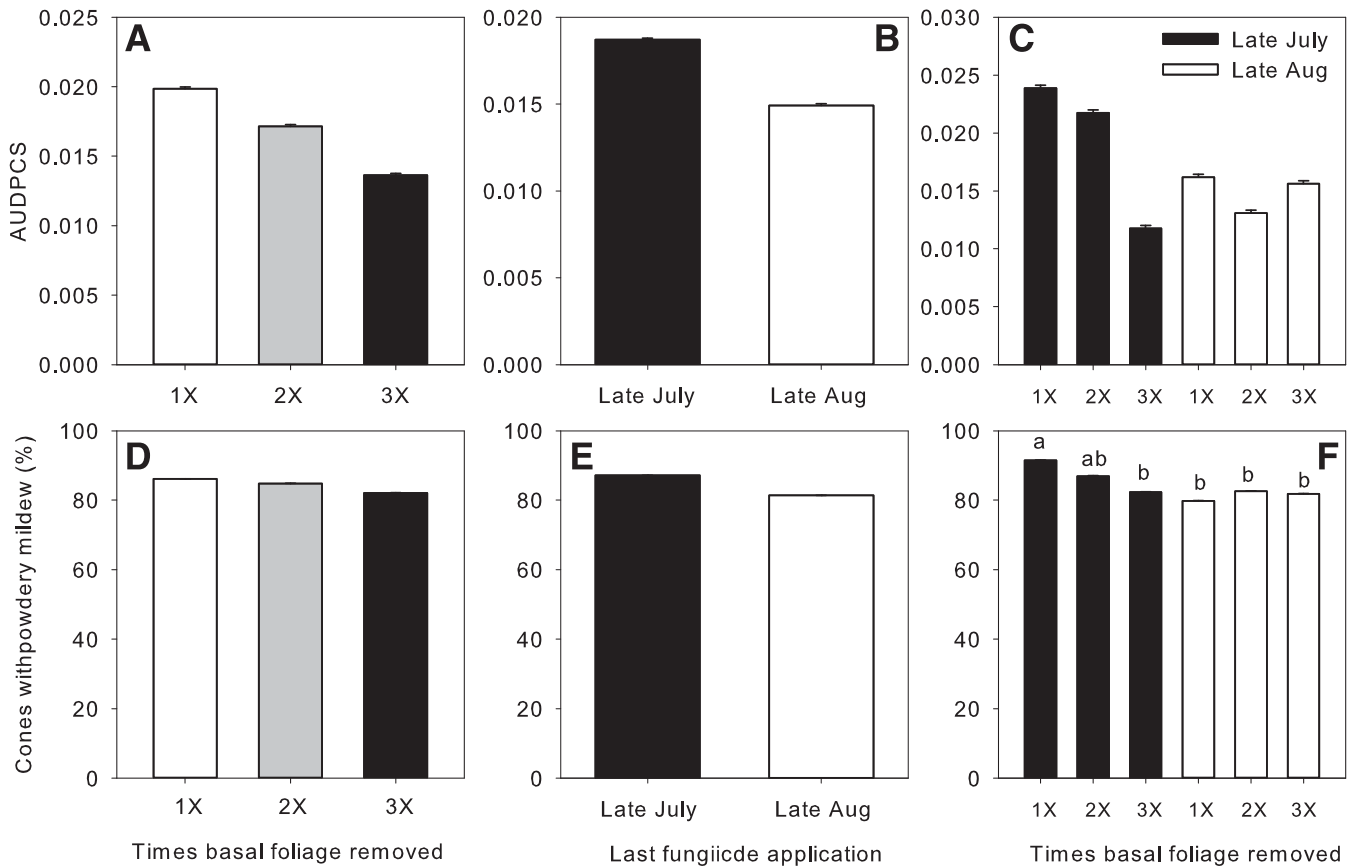 A
B
C
Late July
Late Aug
0.025
0.020
0.015
0.010
0.005
0.000
AUDPCS
1X 2X 3X
0.020
0.015
0.010
0.005
0.000
Late July Late Aug
0.030
0.025
0.020
0.015
0.010
0.005
0.000
1X 2X 3X 1X 2X 3X
D
E
F
100
80
60
40
20
0
Cones withpowdery mildew (%)
1X 2X 3X
Times basal foliage removed
100
80
60
40
20
0
Late July Late Aug
Last fungiicde application
a ab b b b b
100
80
60
40
20
0
1X 2X 3X 1X 2X 3X
Times basal foliage removed